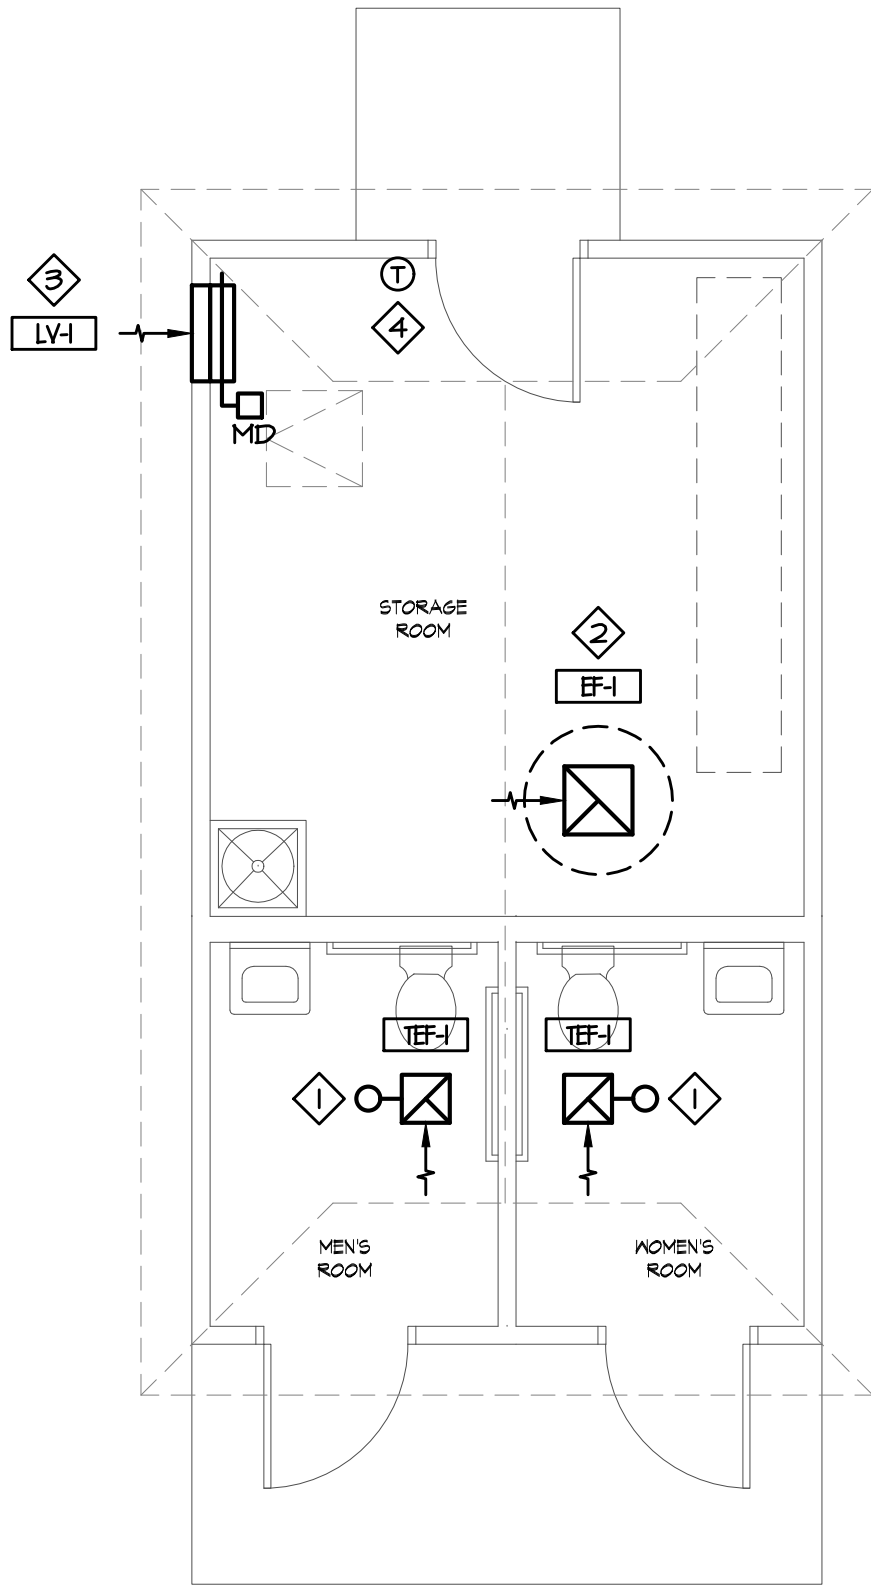 3
T
LV-1
4
MD
STORAGE
ROOM
2
EF-1
TEF-1
TEF-1
1
1
MEN'S
ROOM
WOMEN'S
ROOM